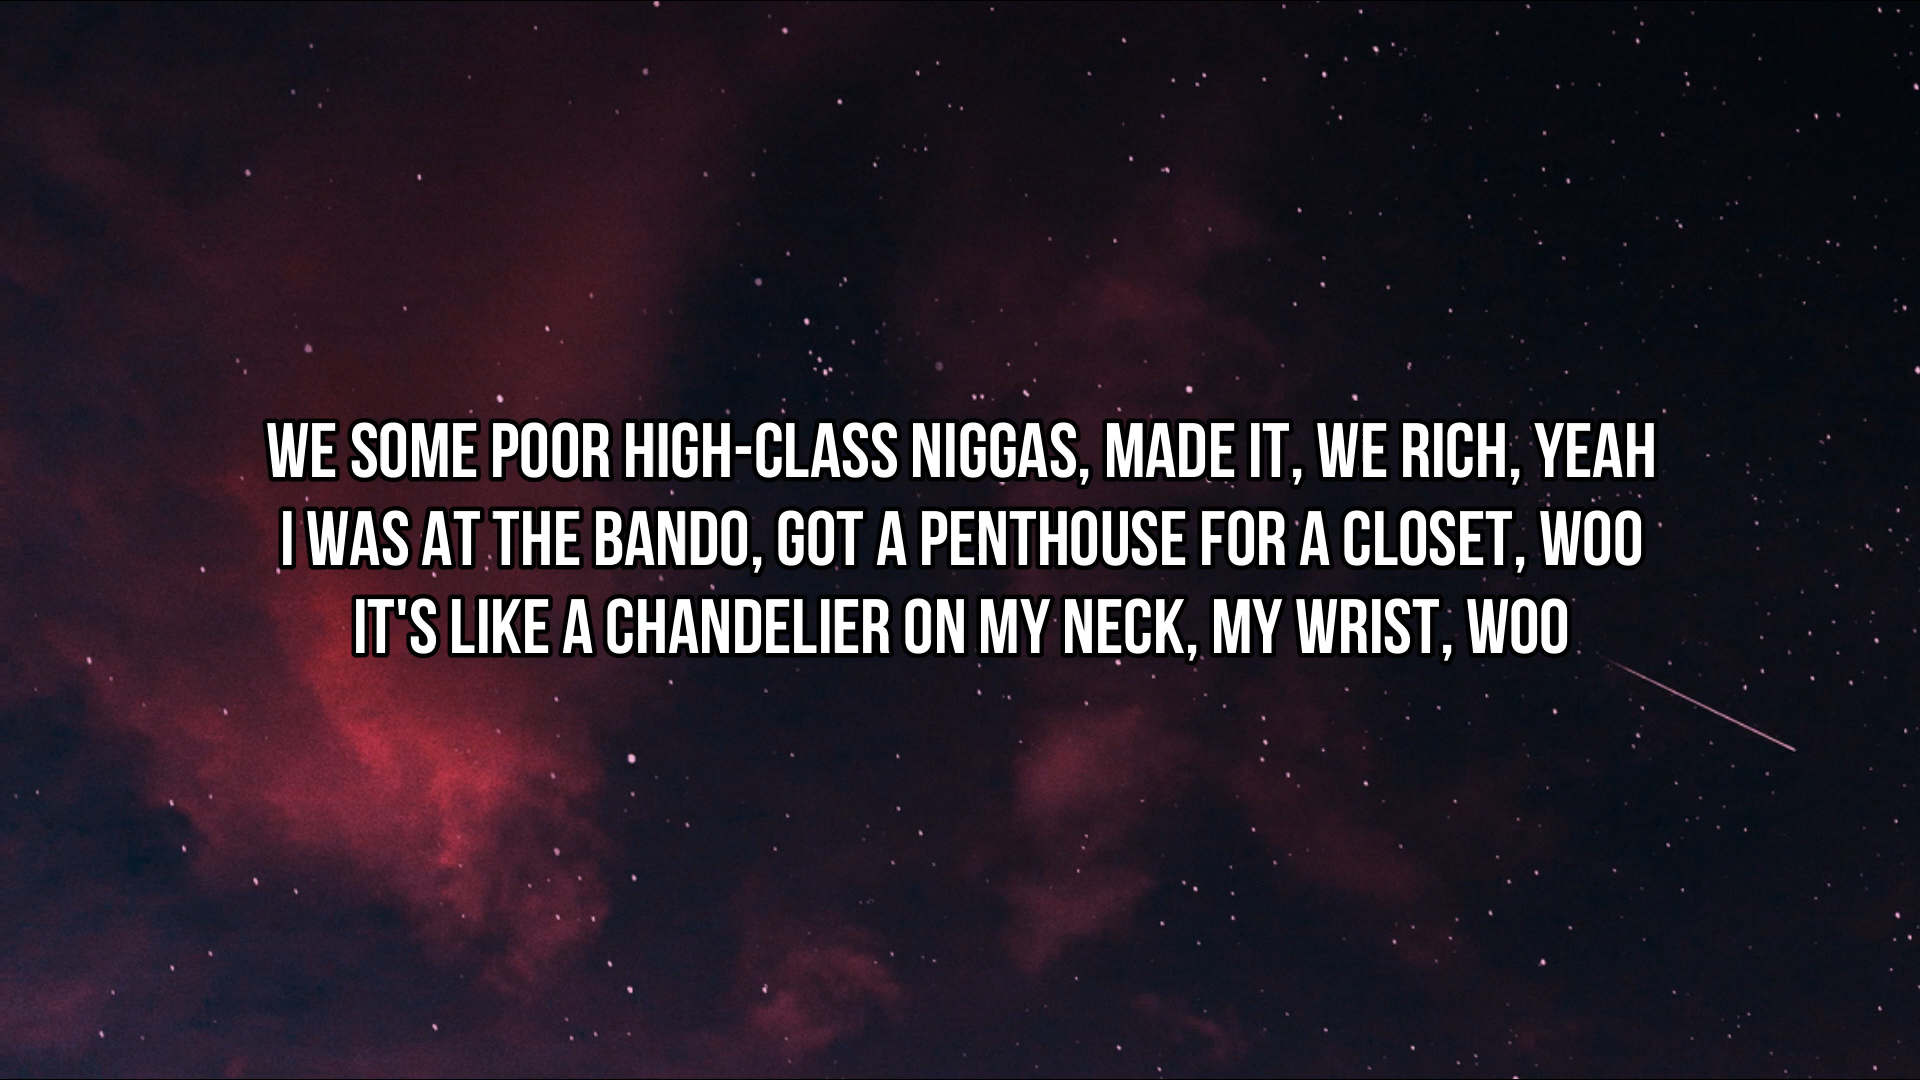 WE SOME POOR HIGH-CLASS NIGGAS, MADE IT, WE RICH, YEAH
I WAS AT THE BANDO, GOT A PENTHOUSE FOR A CLOSET, WOO
IT'S LIKE A CHANDELIER ON MY NECK, MY WRIST, WOO